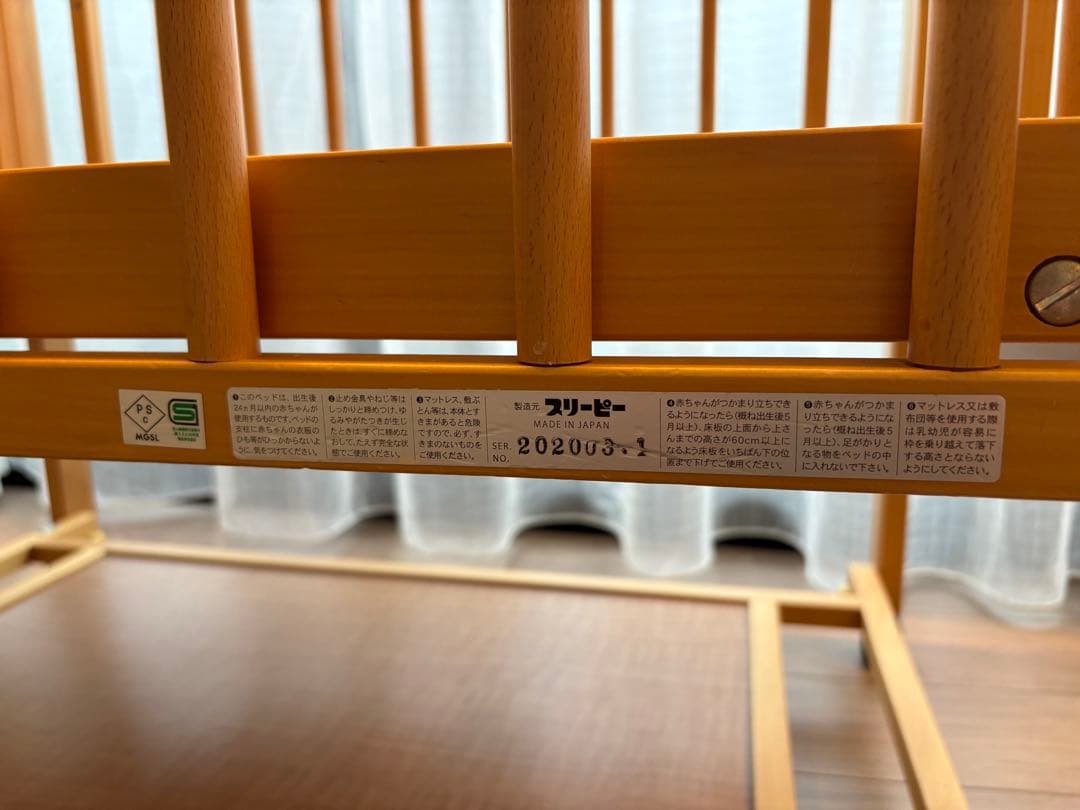 PS
C
MGSL
S
❶このベッドは、出生後
24ヵ月以内の赤ちゃんが
使用するものです。ベッドの
支柱に赤ちゃんの衣服の
ひも等がひっかからないよ
うに、気をつけてください。
❷止め金具やねじ等は
しっかりと締めつけ、ゆ
るみやがたつきが生じ
たときはすぐに締めな
おして、たえず完全な状
態でご使用ください。
❸マットレス、敷ぶ
とん等は、本体とす
きまがあると危険
ですので、必ず、す
きまのないものを
ご使用ください。
製造元 スリーピー
MADE IN JAPAN
SER.
NO. 202003.1
❹赤ちゃんがつかまり立ちでき
るようになったら(概ね出生後5
月以上)、床板の上面から上さ
んまでの高さが60cm以上に
なるよう床板をいちばん下の位
置まで下げてご使用ください。
❺赤ちゃんがつかま
り立ちできるようにな
ったら(概ね出生後5
月以上)、足がかりと
なる物をベッドの中
に入れないで下さい。
❻マットレス又は敷
布団等を使用する際
は乳幼児が容易に
枠を乗り越えて落下
する高さとならない
ようにしてください。